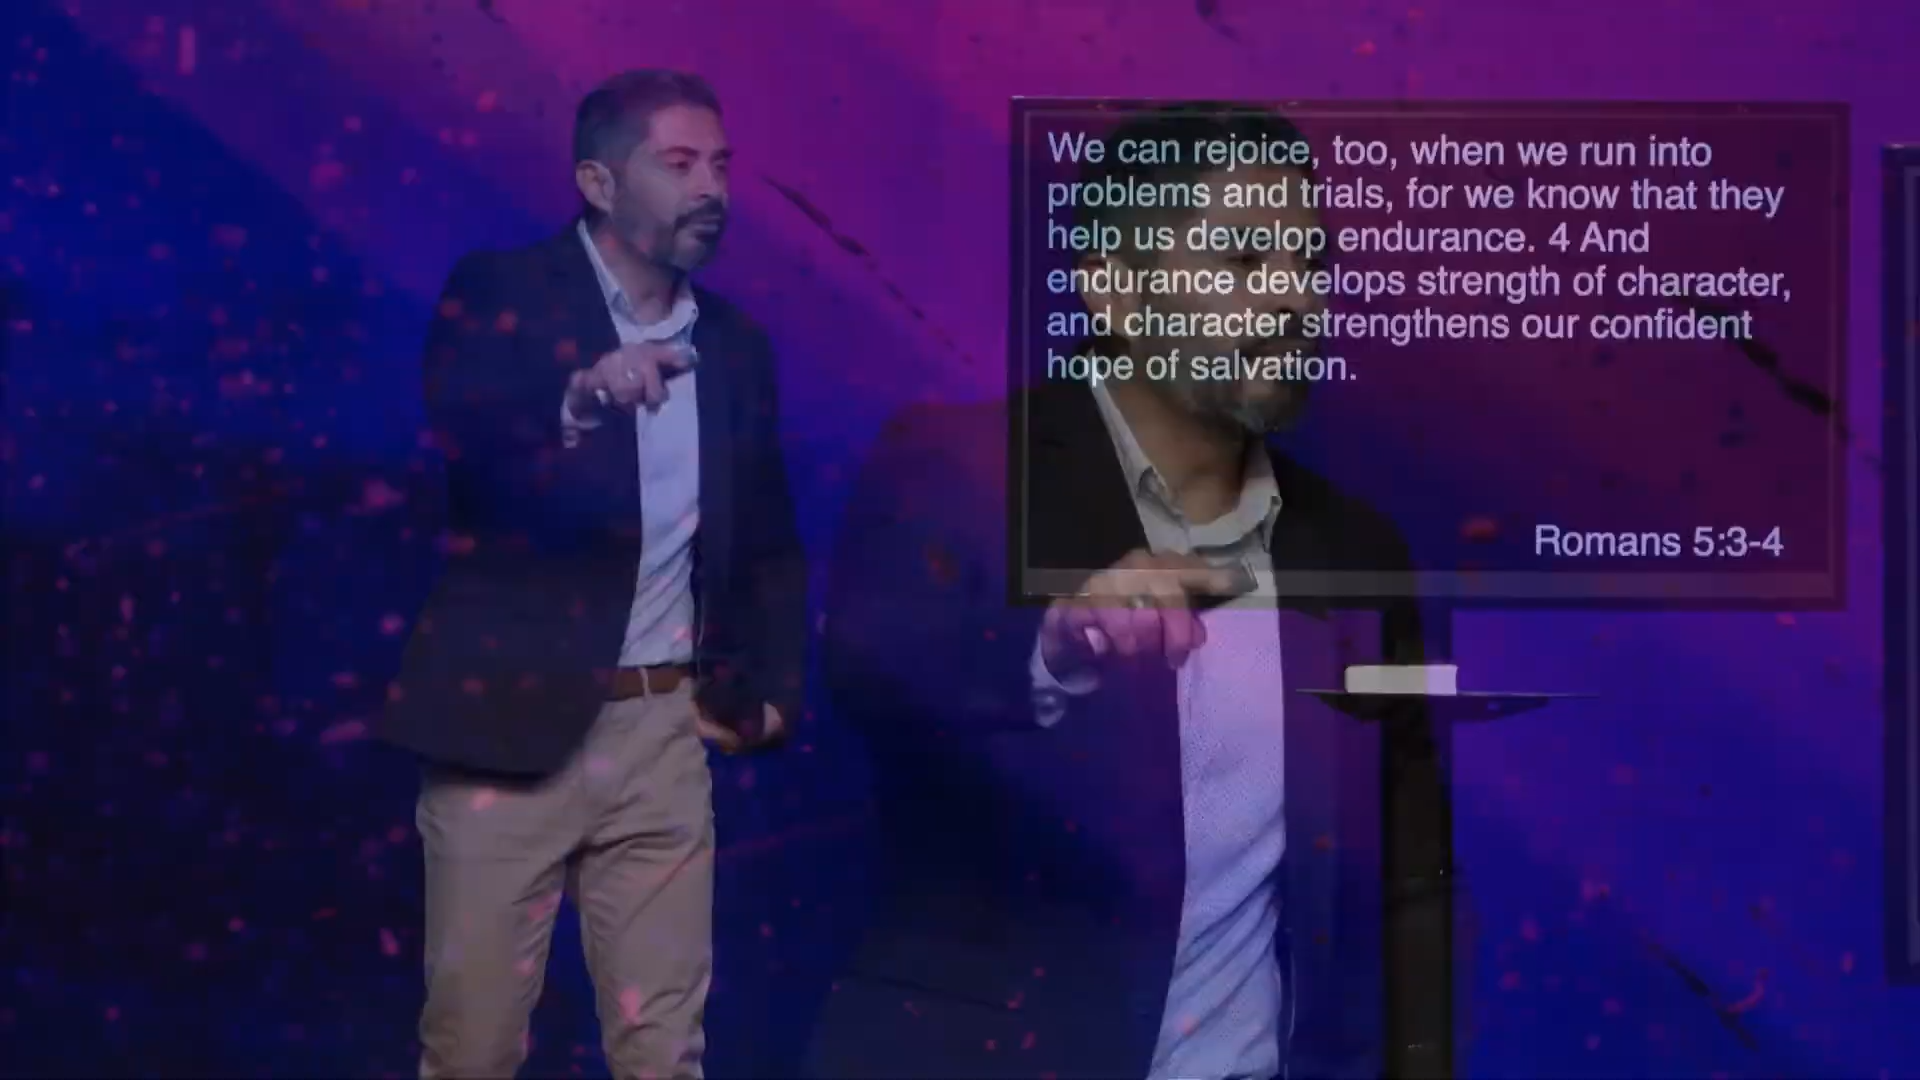 We can rejoice, too, when we run into
problems and trials, for we know that they
help us develop endurance. 4 And
endurance develops strength of character,
and character strengthens our confident
hope of salvation.
Romans 5:3-4